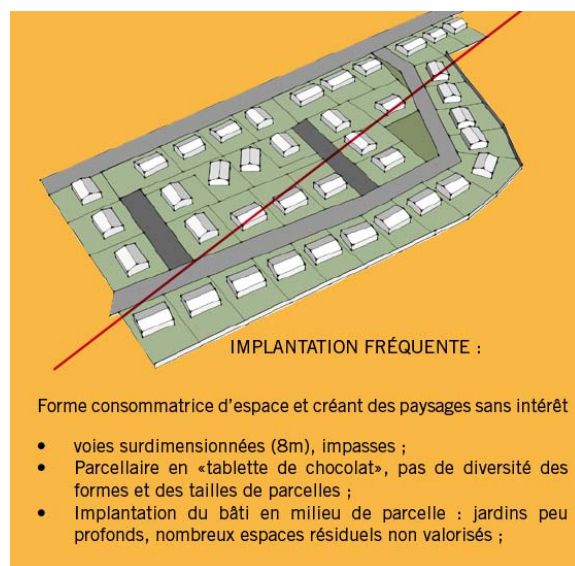 IMPLANTATION FRÉQUENTE :
Forme consommatrice d'espace et créant des paysages sans intérêt
• voies surdimensionnées (8m), impasses ;
• Parcellaire en «tablette de chocolat», pas de diversité des
formes et des tailles de parcelles ;
• Implantation du bâti en milieu de parcelle : jardins peu
profonds, nombreux espaces résiduels non valorisés ;